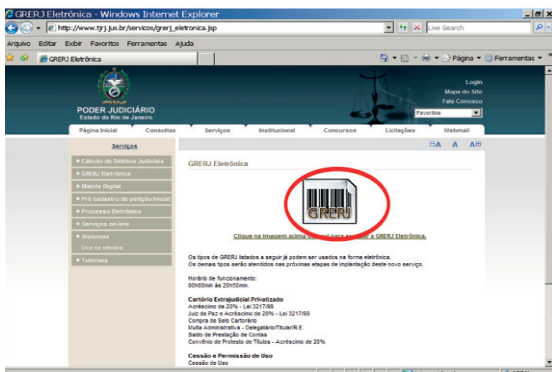 GRERJ Eletrônica - Windows Internet Explorer
http://www.tjrj.jus.br/servicos/grerj_eletronica.jsp
Live Search
Arquivo Editar Exibir Favoritos Ferramentas Ajuda
GRERJ Eletrônica
Página Ferramentas
Login
Mapa do Site
Fale Conosco
Favoritos
PODER JUDICIÁRIO
Estado do Rio de Janeiro
Página Inicial Consultas Serviços Institucional Concursos Licitações Webmail
Serviços
A A A
Cálculo de Débitos Judiciais
GRERJ Eletrônica
Malote Digital
Pré cadastro de petição inicial
Processo Eletrônico
Serviços on-line
Sistemas
Dica da semana
Tutoriais
GRERJ Eletrônica
GRERJ
Clique na imagem acima a GRERJ Eletrônica.
Os tipos de GRERJ listados a seguir já podem ser usados na forma eletrônica.
Os demais tipos serão atendidos nas próximas etapas de implantação deste novo serviço.
Horário de funcionamento:
00h00min às 20h50min.
Cartório Extrajudicial Privatizado
Acréscimo de 20% - Lei 3217/99
Juiz de Paz e Acréscimo de 20% - Lei 3217/99
Compra de Selo Cartorário
Multa Administrativa - Delegatário/Titular/R.E.
Saldo de Prestação de Contas
Convênio de Protesto de Títulos - Acréscimo de 20%
Cessão e Permissão de Uso
Cessão de Uso